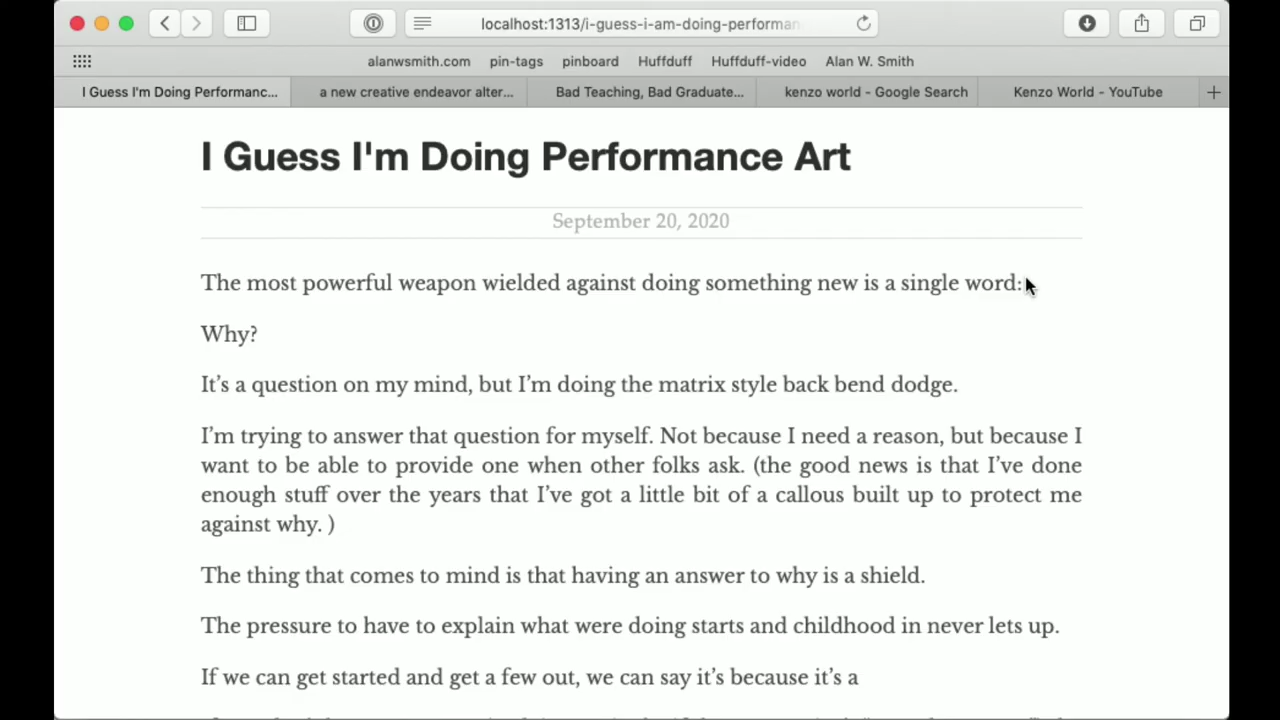 localhost:1313/i-guess-i-am-doing-performan
alanwsmith.com pin-tags pinboard Huffduff Huffduff-video Alan W. Smith
I Guess I'm Doing Performanc... a new creative endeavor alter... Bad Teaching, Bad Graduate... kenzo world - Google Search Kenzo World - YouTube
I Guess I'm Doing Performance Art
September 20, 2020
The most powerful weapon wielded against doing something new is a single word:
Why?
It's a question on my mind, but I'm doing the matrix style back bend dodge.
I'm trying to answer that question for myself. Not because I need a reason, but because I
want to be able to provide one when other folks ask. (the good news is that I've done
enough stuff over the years that I've got a little bit of a callous built up to protect me
against why. )
The thing that comes to mind is that having an answer to why is a shield.
The pressure to have to explain what were doing starts and childhood in never lets up.
If we can get started and get a few out, we can say it's because it's a